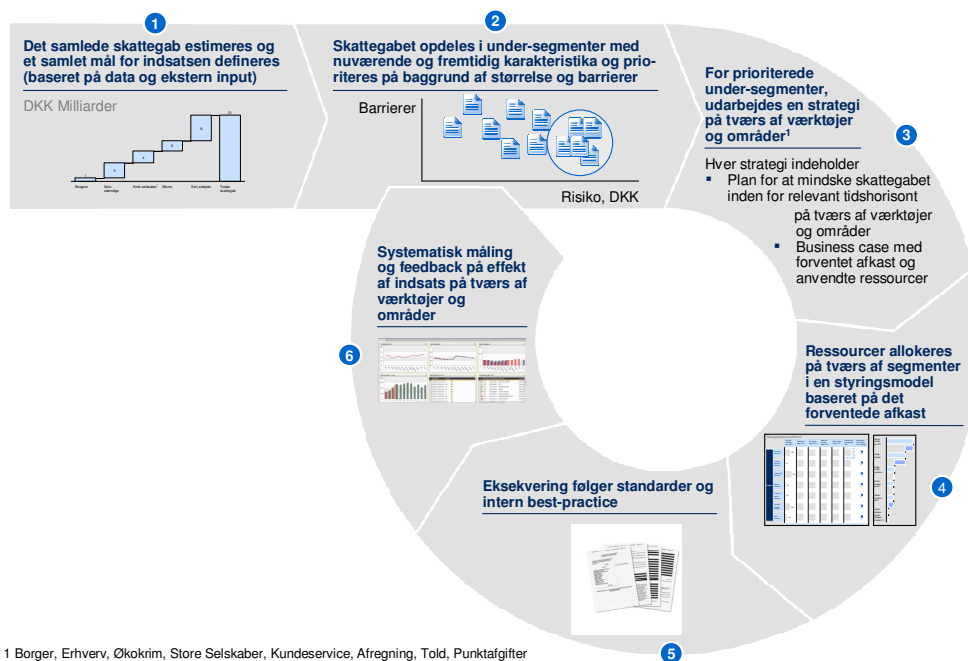 1
Det samlede skattegab estimeres og
et samlet mål for indsatsen defineres
(baseret på data og ekstern input)
DKK Milliarder
Borgere
Totale
skattegab
2
Skattegabet opdeles i under-segmenter med
nuværende og fremtidig karakteristika og prio-
riteres på baggrund af størrelse og barrierer
Barrierer
Risiko, DKK
For prioriterede
under-segmenter,
udarbejdes en strategi
på tværs af værktøjer
og områder1
3
Hver strategi indeholder
▪ Plan for at mindske skattegabet
inden for relevant tidshorisont
på tværs af værktøjer
og områder
▪ Business case med
forventet afkast og
anvendte ressourcer
Ressourcer allokeres
på tværs af segmenter
i en styringsmodel
baseret på det
forventede afkast
4
Eksekvering følger standarder og
intern best-practice
5
Systematisk måling
og feedback på effekt
af indsats på tværs af
værktøjer og
områder
6
1 Borger, Erhverv, Økokrim, Store Selskaber, Kundeservice, Afregning, Told, Punktafgifter